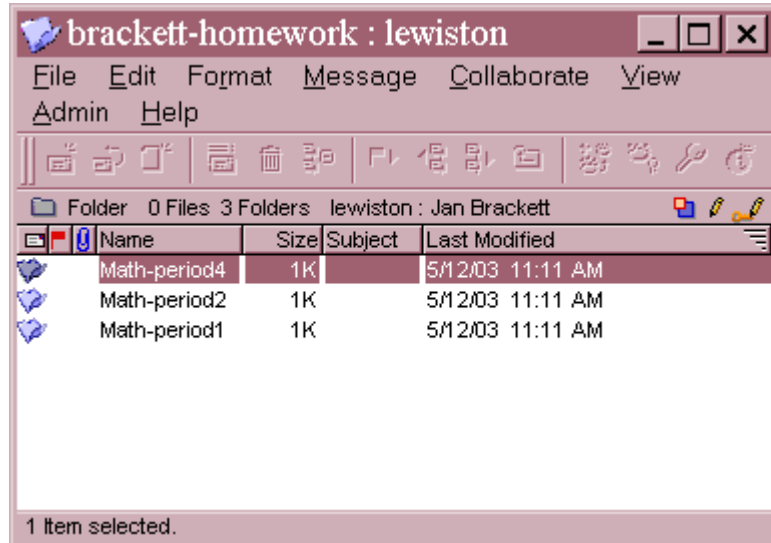 brackett-homework : lewiston
File Edit Format Message Collaborate View
Admin Help
Folder 0 Files 3 Folders lewiston : Jan Brackett
Name Size Subject Last Modified
Math-period4 1K 5/12/03 11:11 AM
Math-period2 1K 5/12/03 11:11 AM
Math-period1 1K 5/12/03 11:11 AM
1 Item selected.